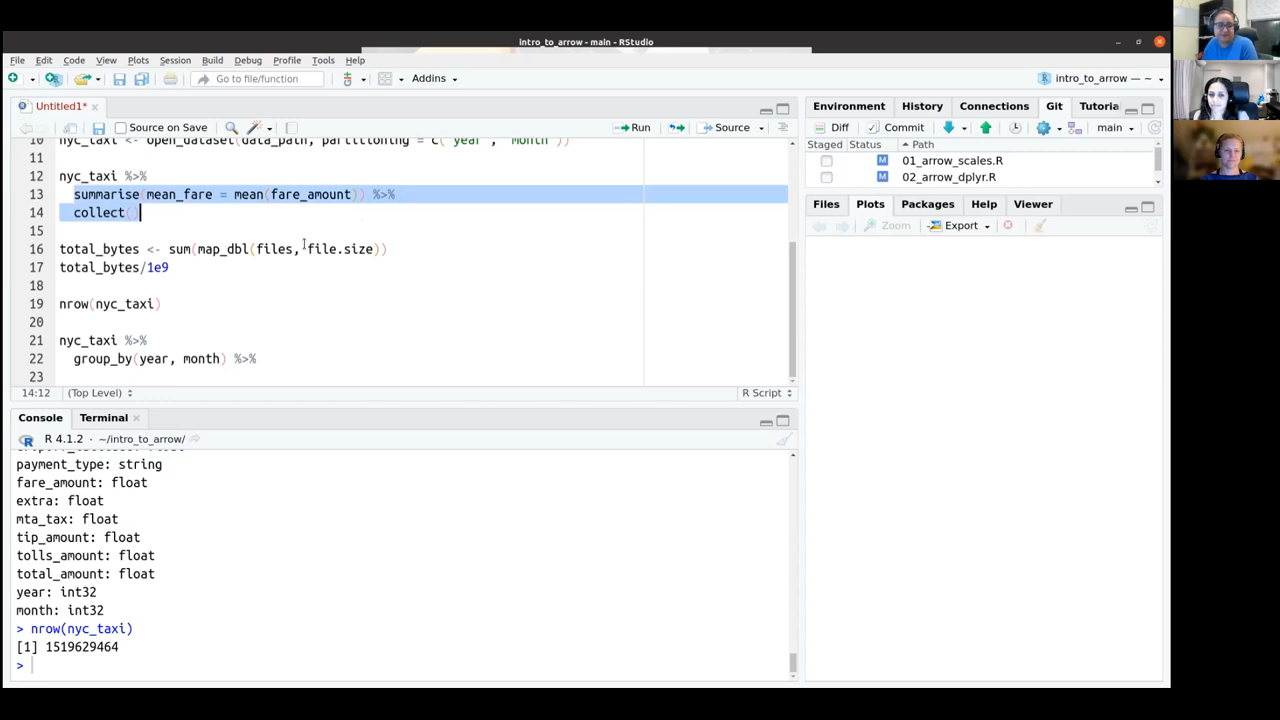 intro_to_arrow - main - RStudio
File Edit Code View Plots Session Build Debug Profile Tools Help
Go to file/function Addins intro_to_arrow — ~
Untitled1*
Source on Save Run Source
10 nyc_taxi <- open_dataset(data_path, partitioning = c("year", "month"))
11
12 nyc_taxi %>%
13 summarise(mean_fare = mean(fare_amount)) %>%
14 collect()
15
16 total_bytes <- sum(map_dbl(files, file.size))
17 total_bytes/1e9
18
19 nrow(nyc_taxi)
20
21 nyc_taxi %>%
22 group_by(year, month) %>%
23
14:12 (Top Level) R Script
Console Terminal
R 4.1.2 · ~/intro_to_arrow/
payment_type: string
fare_amount: float
extra: float
mta_tax: float
tip_amount: float
tolls_amount: float
total_amount: float
year: int32
month: int32
> nrow(nyc_taxi)
[1] 1519629464
>
Environment History Connections Git Tutoria
Diff Commit main
Staged Status Path
M 01_arrow_scales.R
M 02_arrow_dplyr.R
Files Plots Packages Help Viewer
Zoom Export